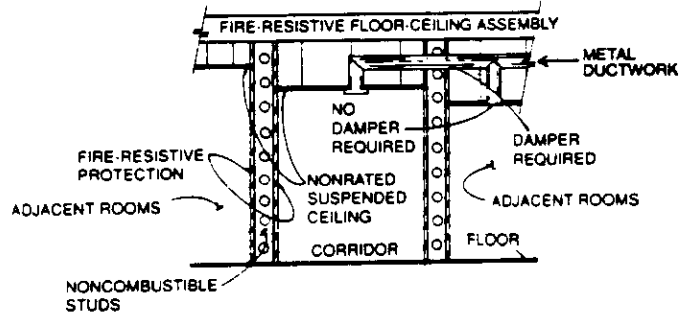 FIRE-RESISTIVE FLOOR-CEILING ASSEMBLY
METAL
DUCTWORK
NO
DAMPER
REQUIRED
DAMPER
REQUIRED
FIRE-RESISTIVE
PROTECTION
NONRATED
SUSPENDED
CEILING
ADJACENT ROOMS
ADJACENT ROOMS
CORRIDOR
FLOOR
NONCOMBUSTIBLE
STUDS